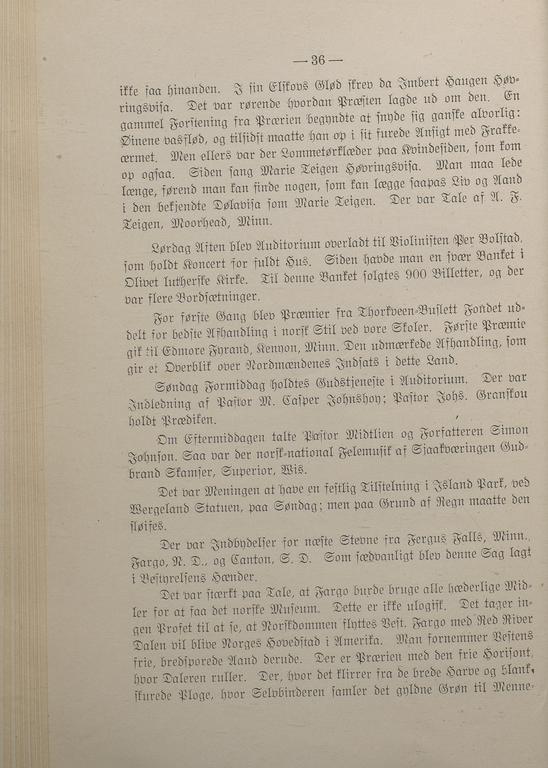 — 36 —
ikke saa hinanden. I sin Elskovs Glød skrev da Imbert Haugen Høv-
ringsvisa. Det var rørende hvordan Præsten lagde ud om den. En
gammel Forstening fra Prærien begyndte at snyde sig ganske alvorlig:
Øinene vasflød, og tilsidst maatte han op i sit furede Ansigt med Frakke-
ærmet. Men ellers var der Lommetørklæder paa Kvindesiden, som kom
op ogsaa. Siden sang Marie Teigen Høvringsvisa. Man maa lede
længe, førend man kan finde nogen, som kan lægge saapas Liv og Aand
i den bekjendte Dølavisa som Marie Teigen. Der var Tale af A. F.
Teigen, Moorhead, Minn.
Lørdag Aften blev Auditorium overladt til Violinisten Per Bolstad,
som holdt Koncert for fuldt Hus. Siden havde man en svær Banket i
Olivet lutherske Kirke. Til denne Banket solgtes 900 Billetter, og der
var flere Bordsætninger.
For første Gang blev Præmier fra Thorkveen-Buslett Fondet ud-
delt for bedste Afhandling i norsk Stil ved vore Skoler. Første Præmie
gik til Edmore Fyrand, Kennyon, Minn. Den udmærkede Afhandling, som
gir et Overblik over Nordmændenes Indsats i dette Land.
Søndag Formiddag holdtes Gudstjeneste i Auditorium. Der var
Indledning af Pastor M. Casper Johnshoy; Pastor Johs. Granskou
holdt Prædiken.
Om Eftermiddagen talte Pastor Midtlien og Forfatteren Simon
Johnson. Saa var der norsk-national Felemusik af Sjaakværingen Gud-
brand Skamser, Superior, Wis.
Det var Meningen at have en festlig Tilstelning i Island Park, ved
Wergeland Statuen, paa Søndag; men paa Grund af Regn maatte den
sløifes.
Der var Indbydelser for næste Stevne fra Fergus Falls, Minn.,
Fargo, N. D., og Canton, S. D. Som sædvanligt blev denne Sag lagt
i Bestyrelsens Hænder.
Det var stærkt paa Tale, at Fargo burde bruge alle hæderlige Mid-
ler for at faa det norske Museum. Dette er ikke ulogisk. Det tager in-
gen Profet til at se, at Norskdommen flyttes Vest. Fargo med Red River
Dalen vil blive Norges Hovedstad i Amerika. Man fornemmer Vestens
frie, bredsporede Aand derude. Der er Prærien med den frie Horisont,
hvor Daleren ruller. Der, hvor det klirrer fra de brede Harve og blank-
skurede Ploge, hvor Selvbinderen samler det gyldne Grøn til Menne-